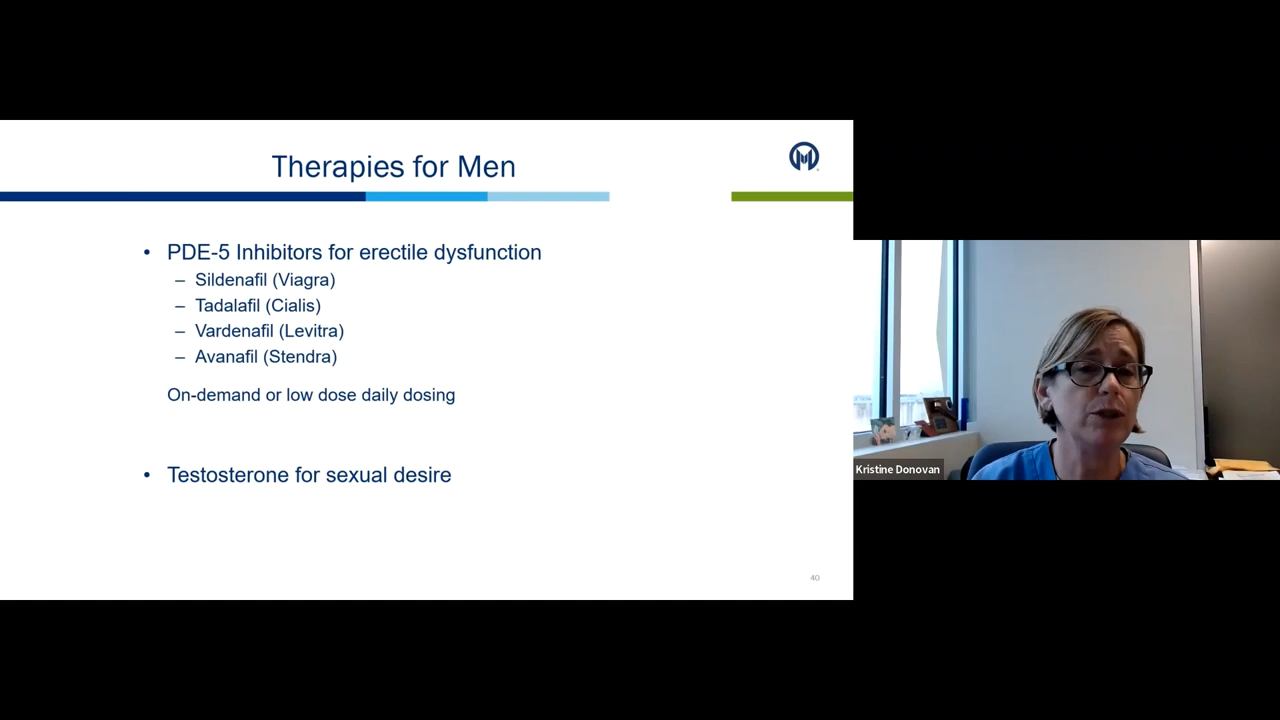 Therapies for Men
• PDE-5 Inhibitors for erectile dysfunction
– Sildenafil (Viagra)
– Tadalafil (Cialis)
– Vardenafil (Levitra)
– Avanafil (Stendra)
On-demand or low dose daily dosing
• Testosterone for sexual desire
40
Kristine Donovan